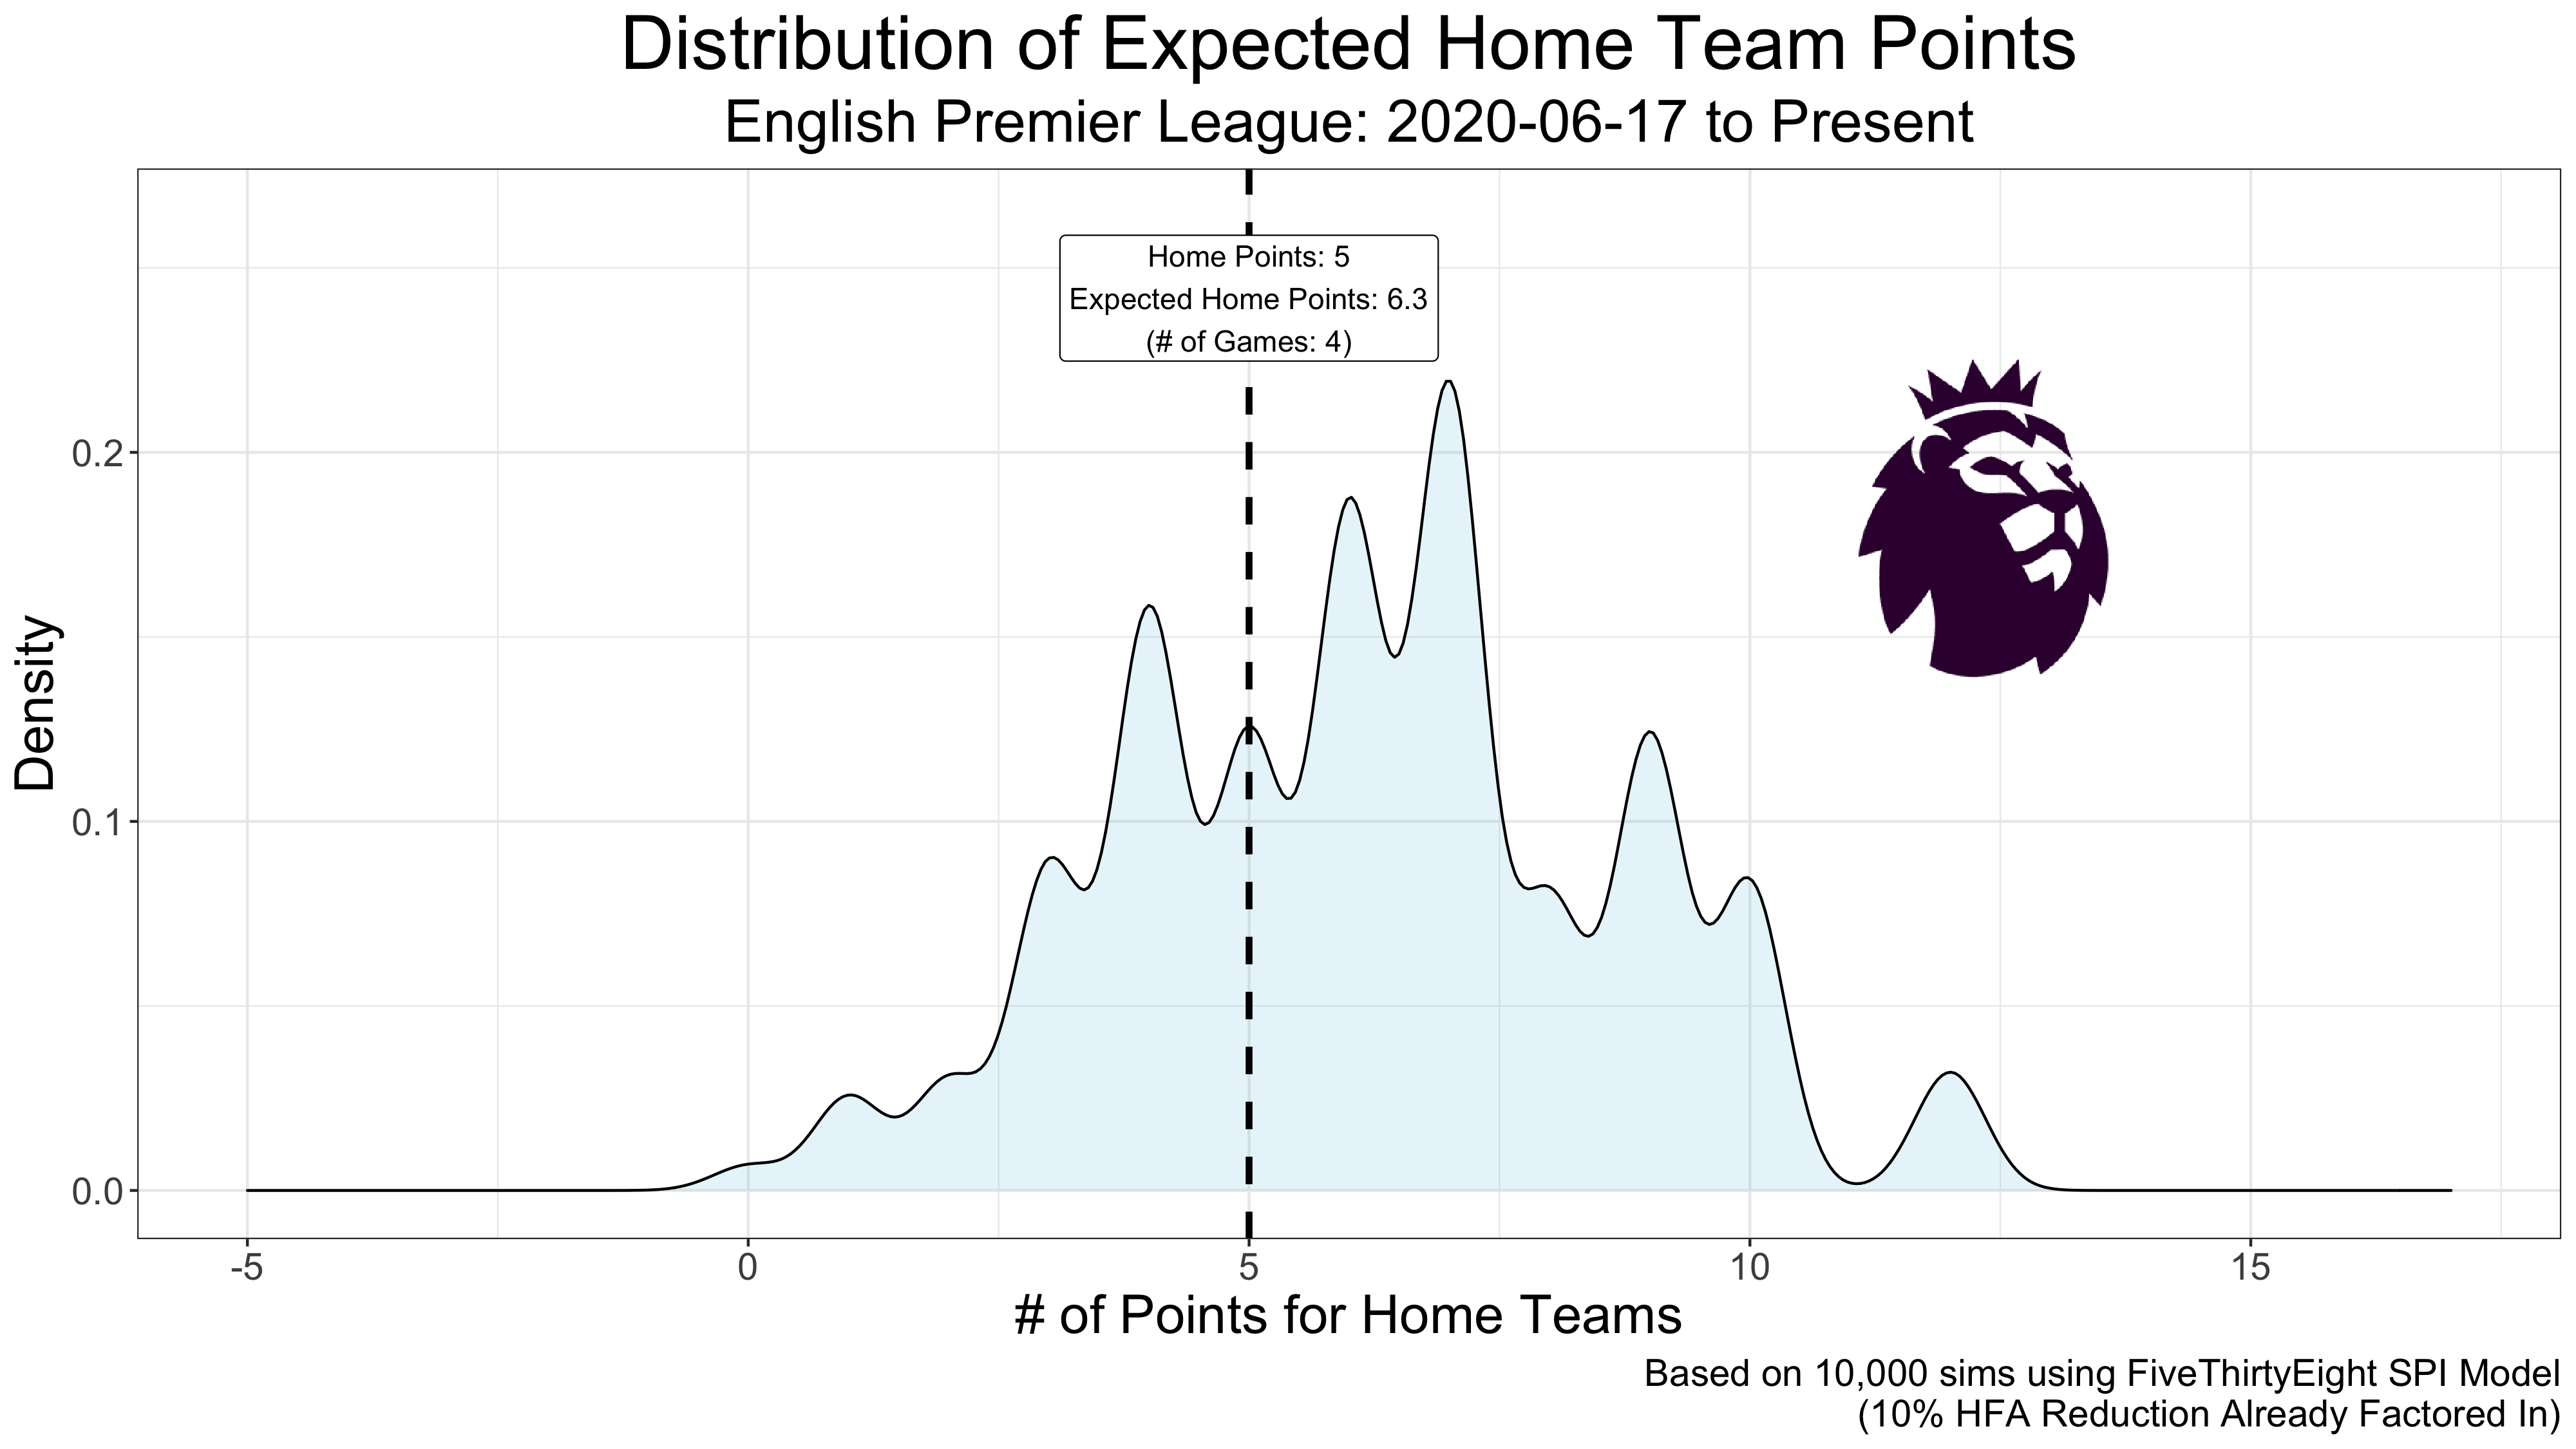 Distribution of Expected Home Team Points
English Premier League: 2020-06-17 to Present
Home Points: 5
Expected Home Points: 6.3
(# of Games: 4)
Density
0.2
0.1
0.0
-5 0 5 10 15
# of Points for Home Teams
Based on 10,000 sims using FiveThirtyEight SPI Model
(10% HFA Reduction Already Factored In)